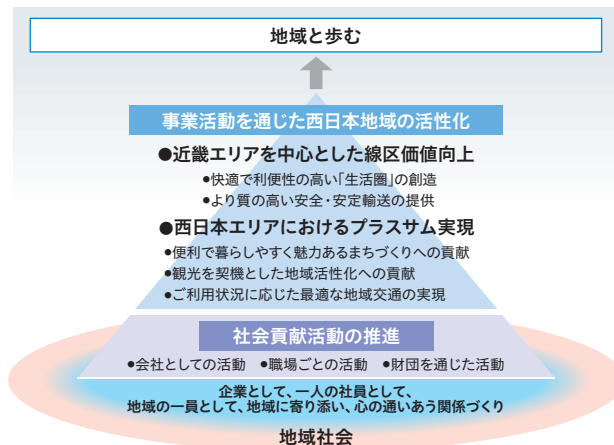 地域と歩む
事業活動を通じた西日本地域の活性化
●近畿エリアを中心とした線区価値向上
●快適で利便性の高い「生活圏」の創造
●より質の高い安全・安定輸送の提供
●西日本エリアにおけるプラスサム実現
●便利で暮らしやすく魅力あるまちづくりへの貢献
●観光を契機とした地域活性化への貢献
●ご利用状況に応じた最適な地域交通の実現
社会貢献活動の推進
●会社としての活動 ●職場ごとの活動 ●財団を通じた活動
企業として、一人の社員として、
地域の一員として、地域に寄り添い、心の通いあう関係づくり
地域社会